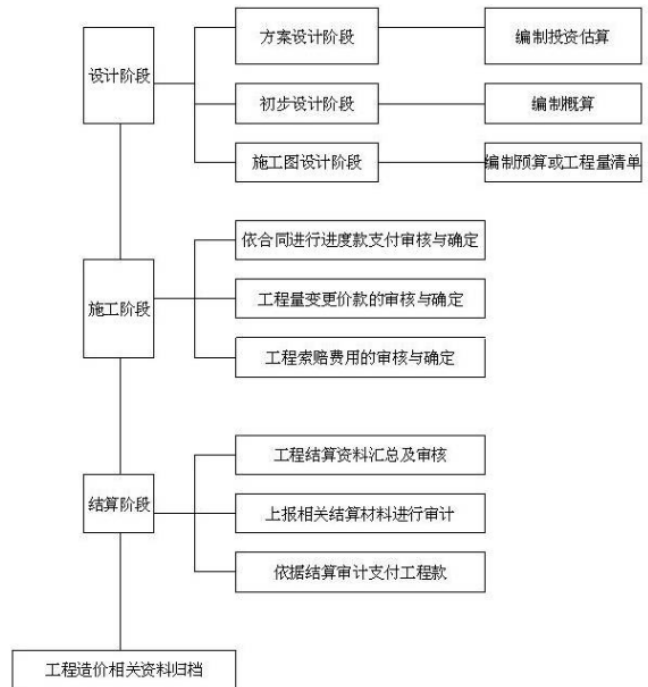 设计阶段
方案设计阶段
编制投资估算
初步设计阶段
编制概算
施工图设计阶段
编制预算或工程量清单
施工阶段
依合同进行进度款支付审核与确定
工程量变更价款的审核与确定
工程索赔费用的审核与确定
结算阶段
工程结算资料汇总及审核
上报相关结算材料进行审计
依据结算审计支付工程款
工程造价相关资料归档